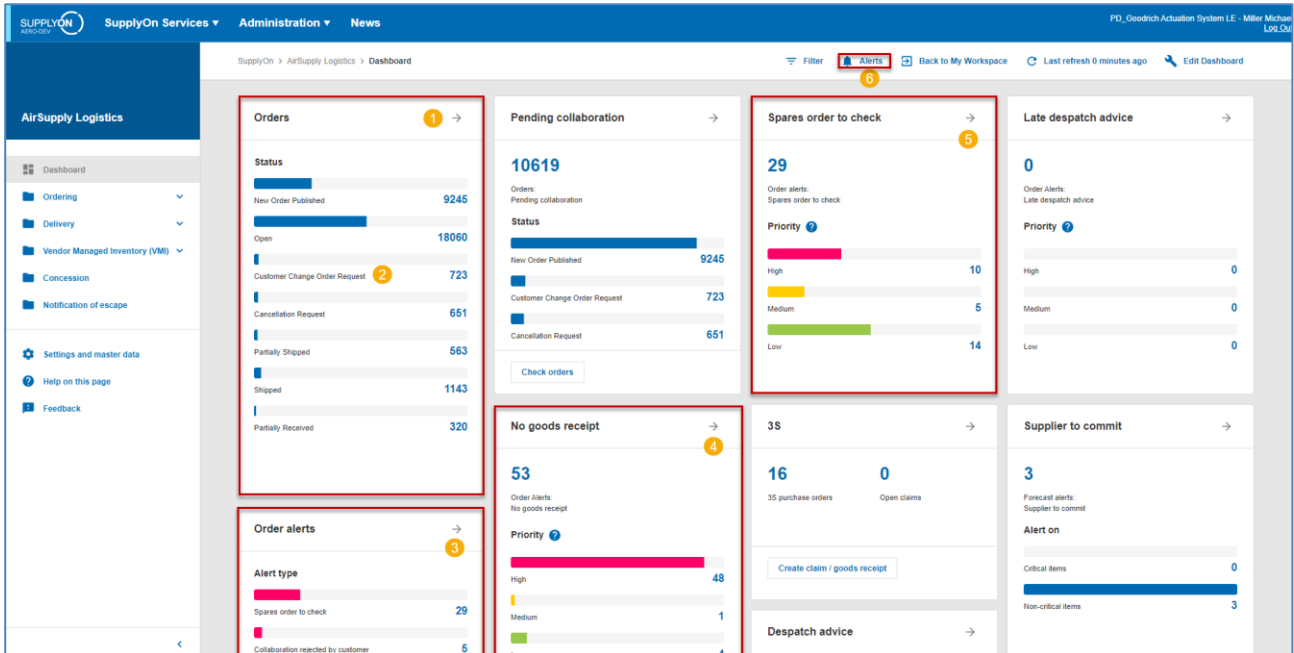 SUPPLYON
AERO-DEV
SupplyOn Services ▾ Administration ▾ News
PD_Goodrich Actuation System LE - Miller Michael
Log Out
SupplyOn > AirSupply Logistics > Dashboard
Filter Alerts Back to My Workspace Last refresh 0 minutes ago Edit Dashboard
6
AirSupply Logistics
Dashboard
Ordering
Delivery
Vendor Managed Inventory (VMI)
Concession
Notification of escape
Settings and master data
Help on this page
Feedback
Orders 1
Status
New Order Published 9245
Open 18060
Customer Change Order Request 2 723
Cancellation Request 651
Partially Shipped 563
Shipped 1143
Partially Received 320
Pending collaboration
10619
Orders:
Pending collaboration
Status
New Order Published 9245
Customer Change Order Request 723
Cancellation Request 651
Check orders
Spares order to check
5
29
Order alerts:
Spares order to check
Priority ?
High 10
Medium 5
Low 14
Late despatch advice
0
Order Alerts:
Late despatch advice
Priority ?
High 0
Medium 0
Low 0
Order alerts
3
Alert type
Spares order to check 29
Collaboration rejected by customer 5
No goods receipt
4
53
Order Alerts:
No goods receipt
Priority ?
High 48
Medium 1
3S
16 0
3S purchase orders Open claims
Create claim / goods receipt
Despatch advice
Supplier to commit
3
Forecast alerts:
Supplier to commit
Alert on
Critical items 0
Non-critical items 3